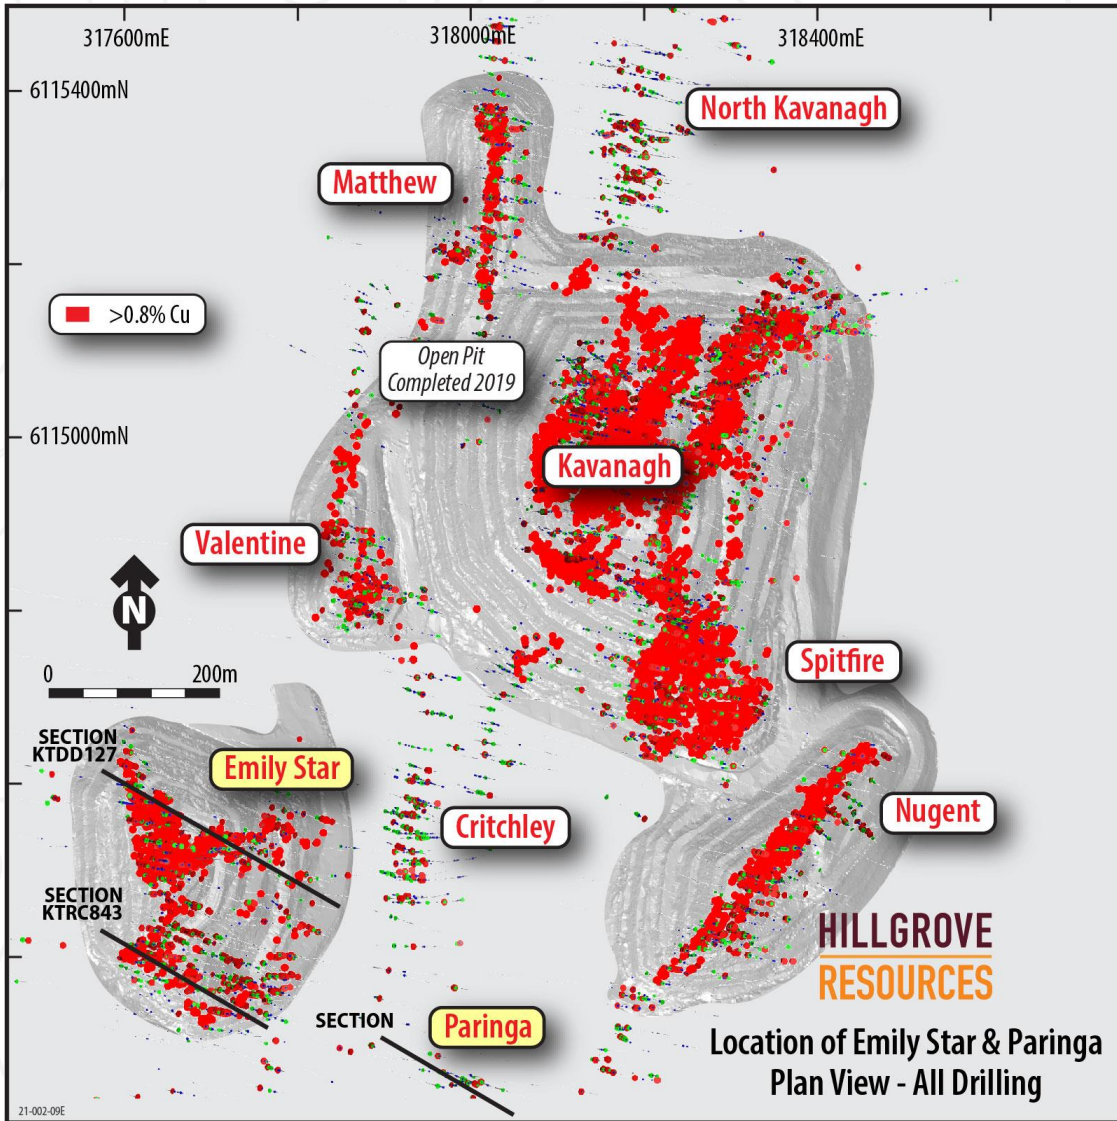 317600mE
318000mE
318400mE
6115400mN
North Kavanagh
Matthew
>0.8% Cu
Open Pit
Completed 2019
6115000mN
Kavanagh
Valentine
N
0
200m
Spitfire
SECTION
KTDD127
Emily Star
Critchley
Nugent
SECTION
KTRC843
HILLGROVE
RESOURCES
SECTION
Paringa
Location of Emily Star & Paringa
Plan View - All Drilling
21-002-09E